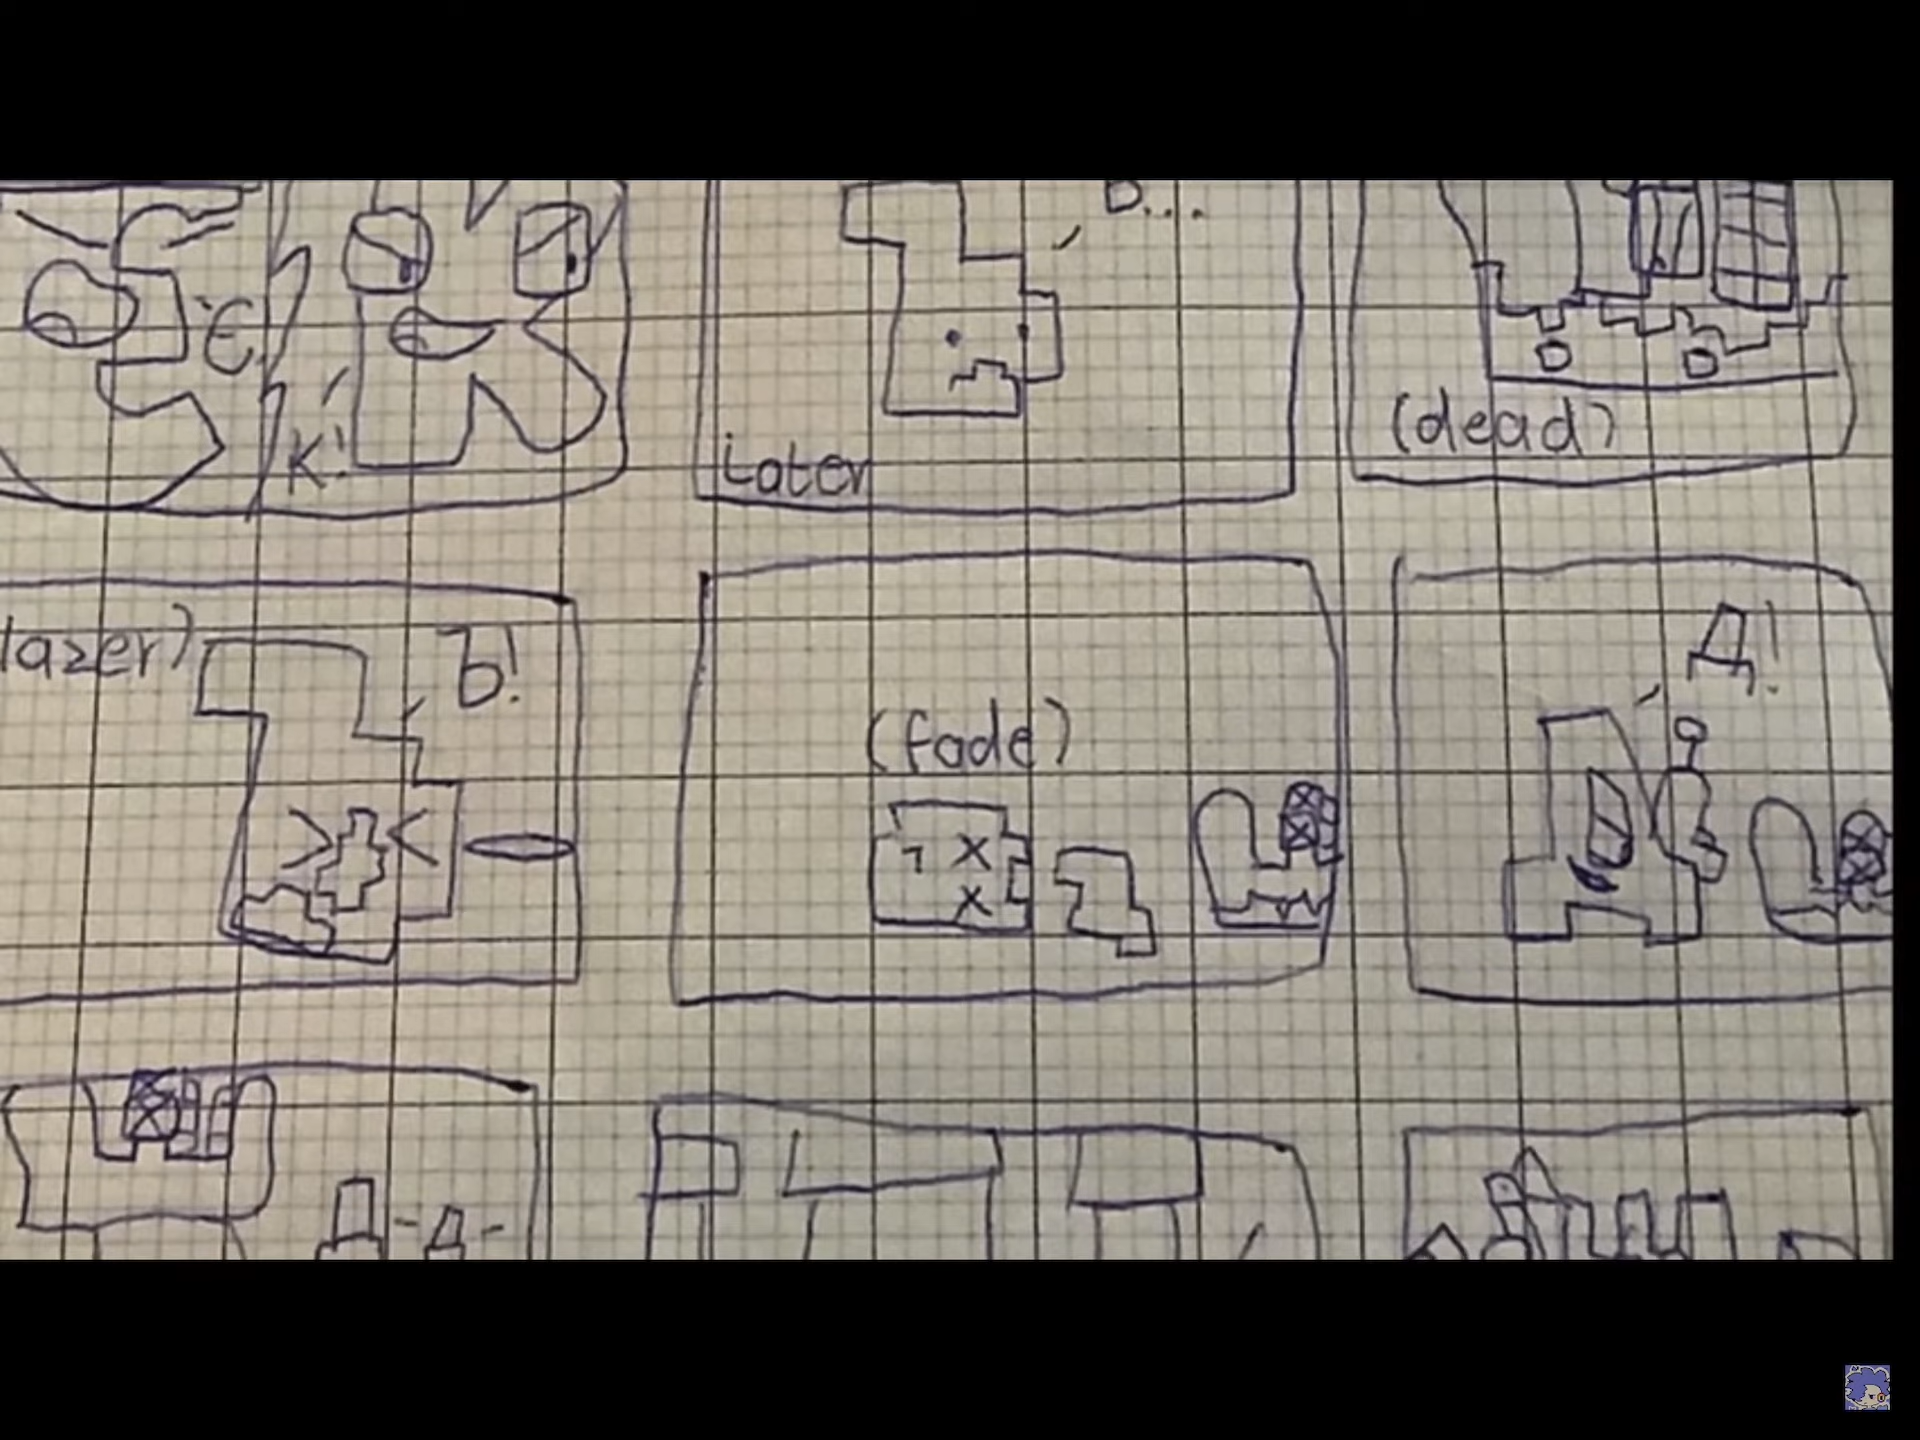 Ё
K!
Ъ...
Later
(dead)
lazer)
Ъ!
(fade)
Д!
Д-Д-